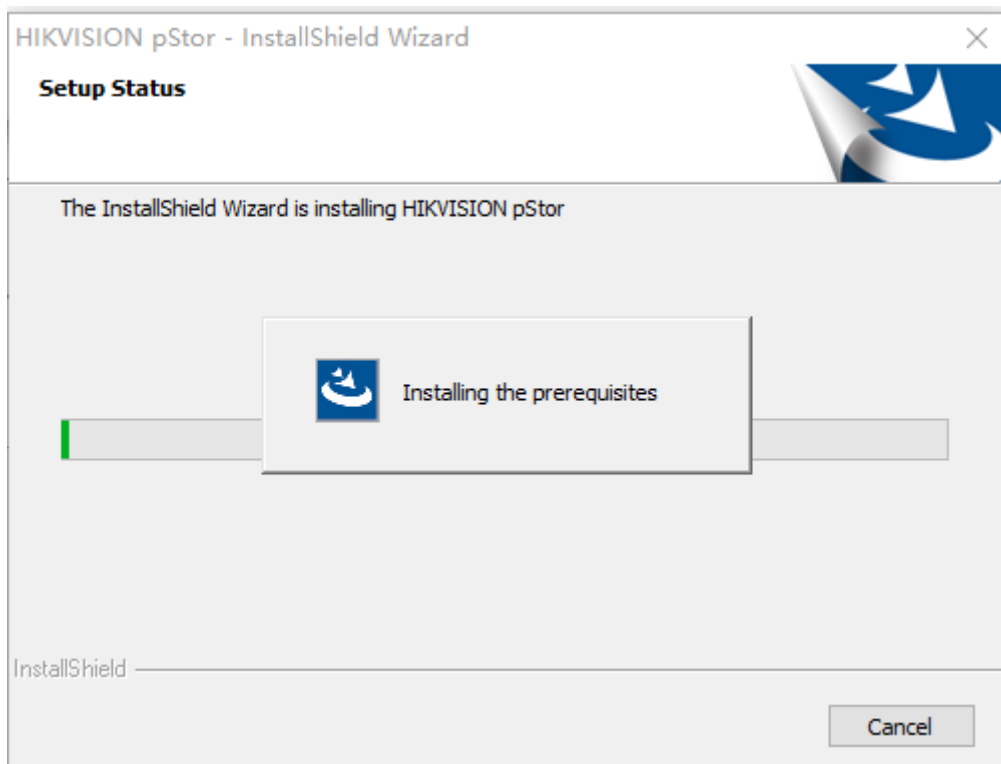 HIKVISION pStor - InstallShield Wizard
Setup Status
The InstallShield Wizard is installing HIKVISION pStor
Installing the prerequisites
InstallShield
Cancel